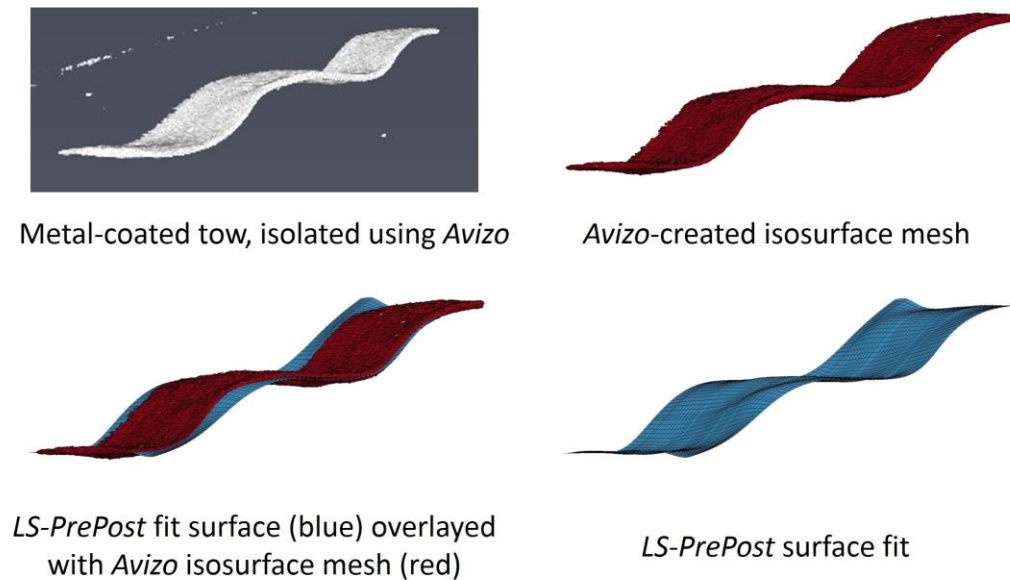 Metal-coated tow, isolated using Avizo
Avizo-created isosurface mesh
LS-PrePost fit surface (blue) overlayed
with Avizo isosurface mesh (red)
LS-PrePost surface fit